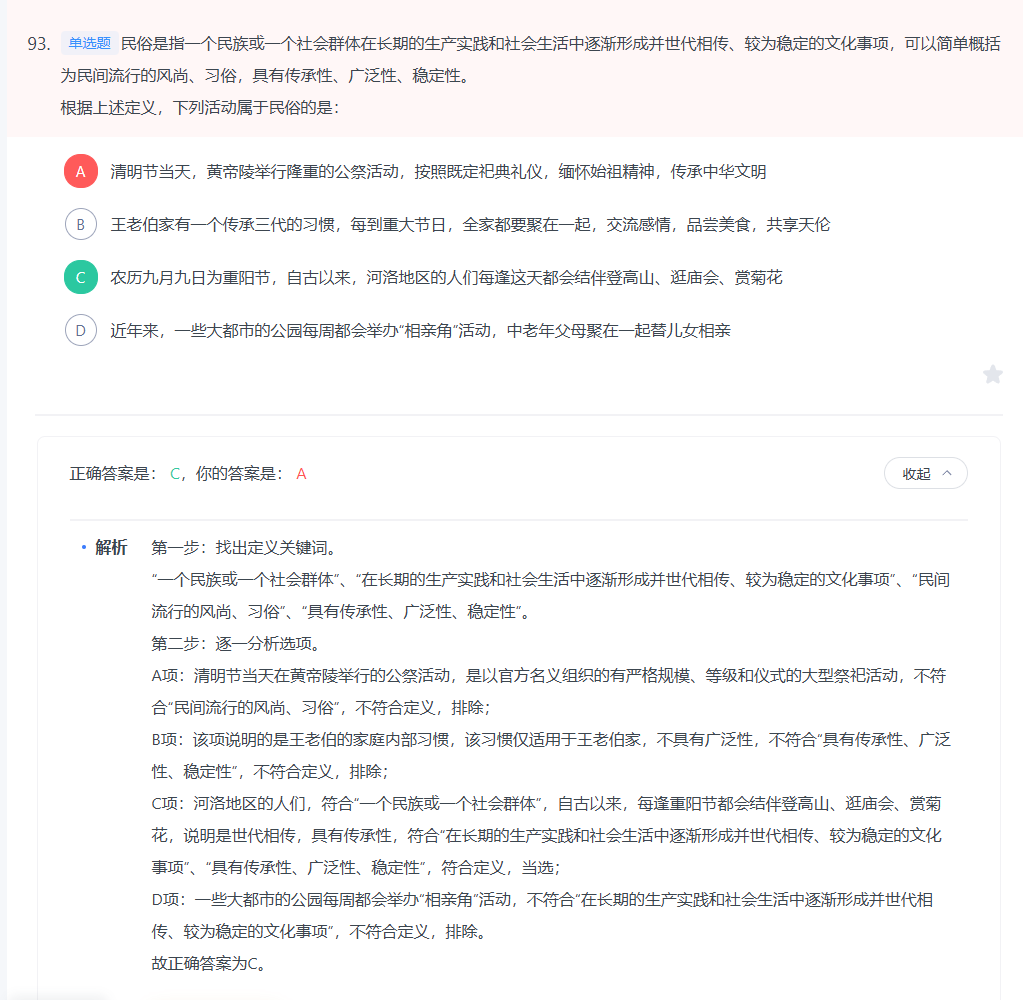 93. 单选题 民俗是指一个民族或一个社会群体在长期的生产实践和社会生活中逐渐形成并世代相传、较为稳定的文化事项，可以简单概括
为民间流行的风尚、习俗，具有传承性、广泛性、稳定性。
根据上述定义，下列活动属于民俗的是：
A 清明节当天，黄帝陵举行隆重的公祭活动，按照既定祀典礼仪，缅怀始祖精神，传承中华文明
B 王老伯家有一个传承三代的习惯，每到重大节日，全家都要聚在一起，交流感情，品尝美食，共享天伦
C 农历九月九日为重阳节，自古以来，河洛地区的人们每逢这天都会结伴登高山、逛庙会、赏菊花
D 近年来，一些大都市的公园每周都会举办“相亲角”活动，中老年父母聚在一起替儿女相亲
正确答案是： C，你的答案是： A
收起
• 解析 第一步：找出定义关键词。
“一个民族或一个社会群体”、“在长期的生产实践和社会生活中逐渐形成并世代相传、较为稳定的文化事项”、“民间
流行的风尚、习俗”、“具有传承性、广泛性、稳定性”。
第二步：逐一分析选项。
A项：清明节当天在黄帝陵举行的公祭活动，是以官方名义组织的有严格规模、等级和仪式的大型祭祀活动，不符
合“民间流行的风尚、习俗”，不符合定义，排除；
B项：该项说明的是王老伯的家庭内部习惯，该习惯仅适用于王老伯家，不具有广泛性，不符合“具有传承性、广泛
性、稳定性”，不符合定义，排除；
C项：河洛地区的人们，符合“一个民族或一个社会群体”，自古以来，每逢重阳节都会结伴登高山、逛庙会、赏菊
花，说明是世代相传，具有传承性，符合“在长期的生产实践和社会生活中逐渐形成并世代相传、较为稳定的文化
事项”、“具有传承性、广泛性、稳定性”，符合定义，当选；
D项：一些大都市的公园每周都会举办“相亲角”活动，不符合“在长期的生产实践和社会生活中逐渐形成并世代相
传、较为稳定的文化事项”，不符合定义，排除。
故正确答案为C。